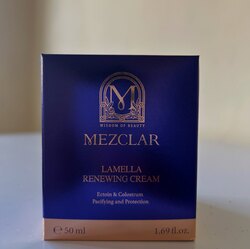 M
WISDOM OF BEAUTY
MEZCLAR
LAMELLA
RENEWING CREAM
Ectoin & Colostrum
Purifying and Protection
℮ 50 ml 1.69 fl.oz.